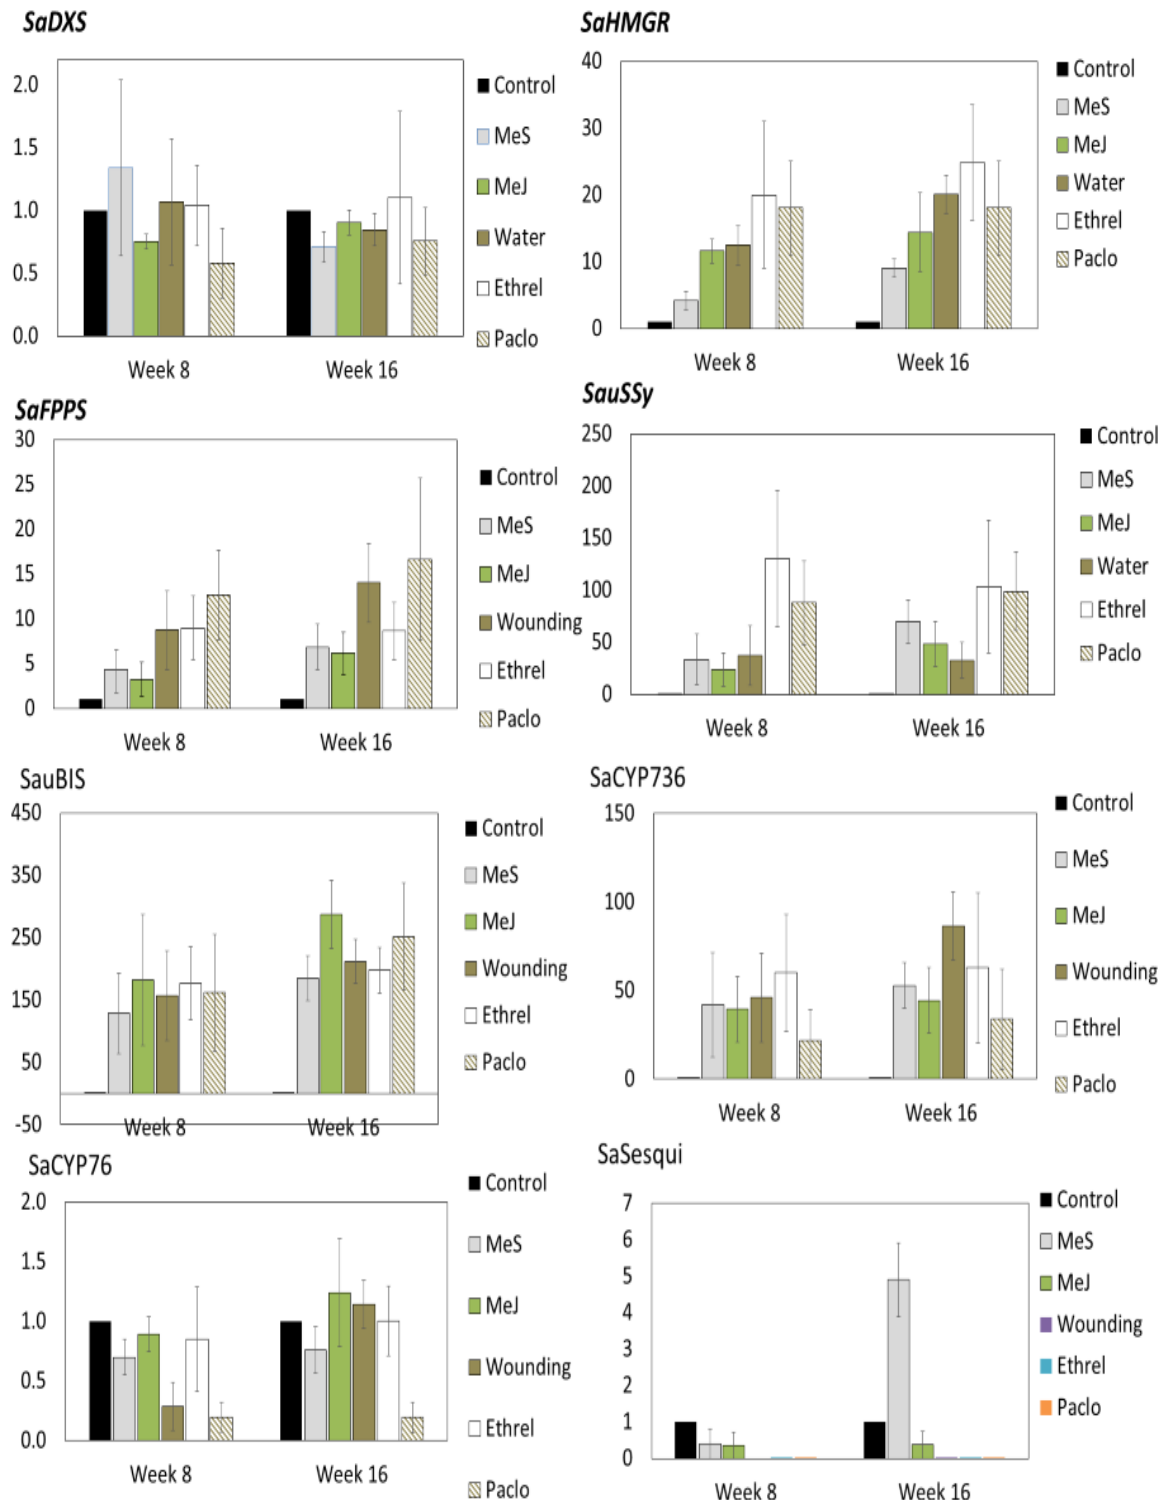 SaDXS
2.0
1.5
1.0
0.5
0.0
Week 8
Week 16
Control
MeS
MeJ
Water
Ethrel
Paclo
SaHMGR
40
30
20
10
0
Week 8
Week 16
Control
MeS
MeJ
Water
Ethrel
Paclo
SaFPPS
30
25
20
15
10
5
0
Week 8
Week 16
Control
MeS
MeJ
Wounding
Ethrel
Paclo
SauSSy
250
200
150
100
50
0
Week 8
Week 16
Control
MeS
MeJ
Water
Ethrel
Paclo
SauBIS
450
350
250
150
50
-50
Week 8
Week 16
Control
MeS
MeJ
Wounding
Ethrel
Paclo
SaCYP736
150
100
50
0
Week 8
Week 16
Control
MeS
MeJ
Wounding
Ethrel
Paclo
SaCYP76
2.0
1.5
1.0
0.5
0.0
Week 8
Week 16
Control
MeS
MeJ
Wounding
Ethrel
Paclo
SaSesqui
7
6
5
4
3
2
1
0
Week 8
Week 16
Control
MeS
MeJ
Wounding
Ethrel
Paclo